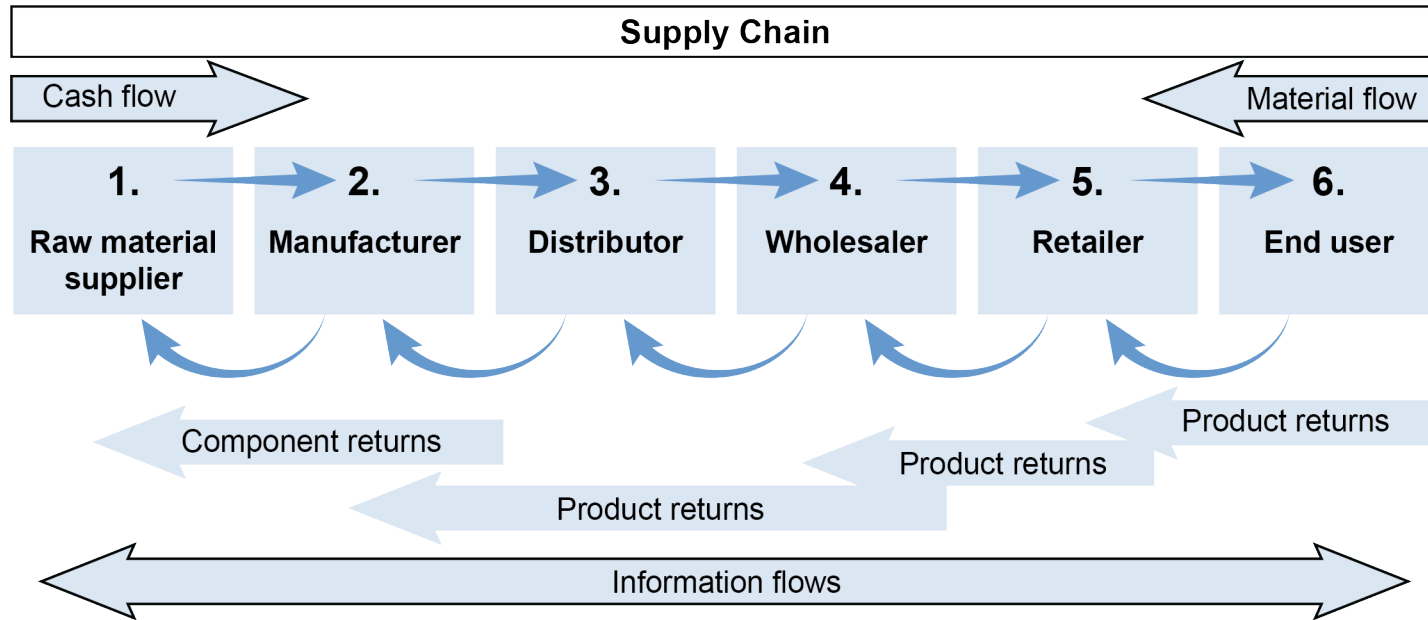 Supply Chain
Cash flow
Material flow
1.
2.
3.
4.
5.
6.
Raw material
supplier
Manufacturer
Distributor
Wholesaler
Retailer
End user
Product returns
Component returns
Product returns
Product returns
Information flows